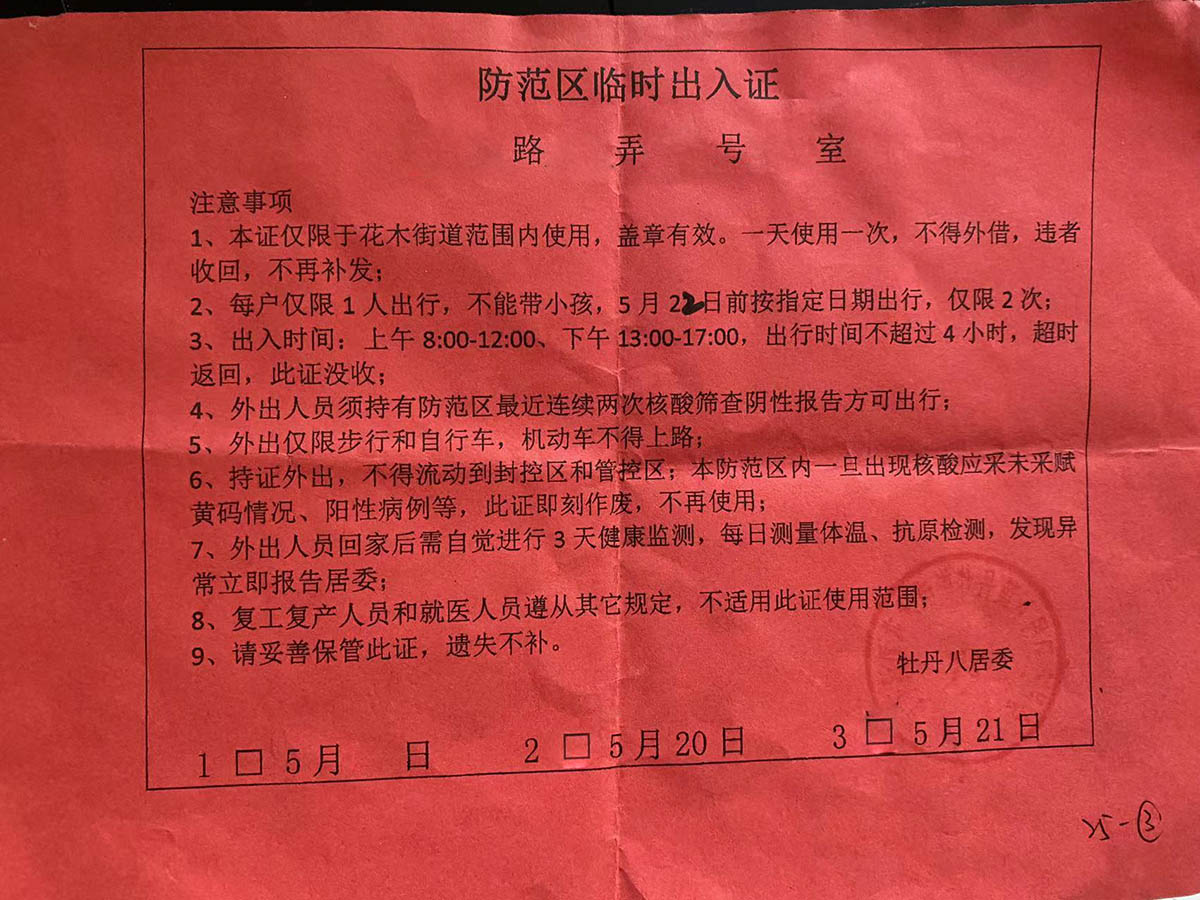 防范区临时出入证
路 弄 号 室
注意事项
1、本证仅限于花木街道范围内使用，盖章有效。一天使用一次，不得外借，违者
收回，不再补发；
2、每户仅限1人出行，不能带小孩，5月22日前按指定日期出行，仅限2次；
3、出入时间：上午8:00-12:00、下午13:00-17:00，出行时间不超过4小时，超时
返回，此证没收；
4、外出人员须持有防范区最近连续两次核酸筛查阴性报告方可出行；
5、外出仅限步行和自行车，机动车不得上路；
6、持证外出，不得流动到封控区和管控区；本防范区内一旦出现核酸应采未采赋
黄码情况、阳性病例等，此证即刻作废，不再使用；
7、外出人员回家后需自觉进行3天健康监测，每日测量体温、抗原检测，发现异
常立即报告居委；
8、复工复产人员和就医人员遵从其它规定，不适用此证使用范围；
9、请妥善保管此证，遗失不补。
牡丹八居委
1 □ 5月 日 2 □ 5月20日 3 □ 5月21日
25-③